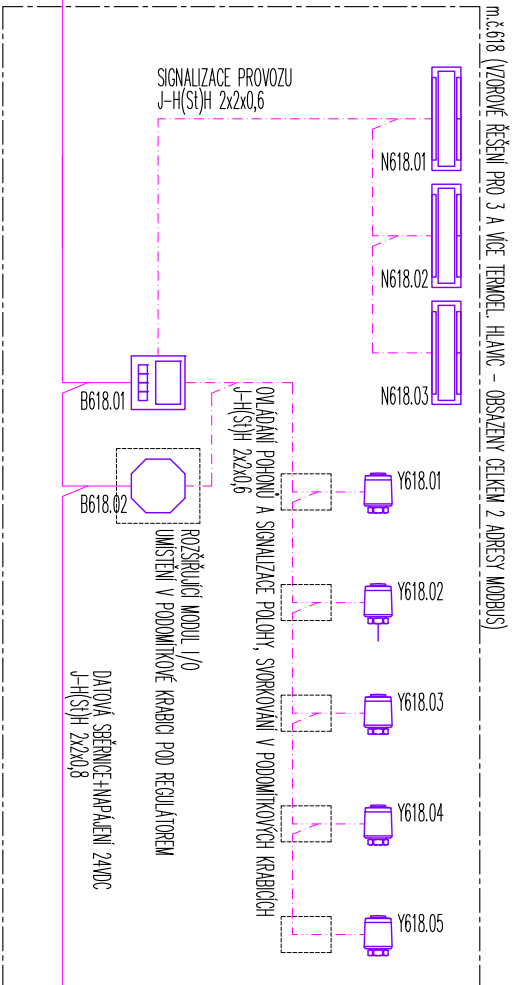 m.č.618 (VZOROVÉ ŘEŠENÍ PRO 3 A VÍCE TERMOEL. HLAVIC - OBSAZENY CELKEM 2 ADRESY MODBUS)
SIGNALIZACE PROVOZU
J-H(St)H 2x2x0,6
N618.01
N618.02
N618.03
B618.01
B618.02
OVLÁDÁNÍ POHONŮ A SIGNALIZACE POLOHY, SVORKOVÁNÍ V PODOMÍTKOVÝCH KRABICÍCH
J-H(St)H 2x2x0,6
Y618.01
Y618.02
Y618.03
Y618.04
Y618.05
ROZŠIŘUJÍCÍ MODUL I/O
UMÍSTĚNÍ V PODOMÍTKOVÉ KRABICI POD REGULÁTOREM
DATOVÁ SBĚRNICE+NAPÁJENÍ 24VDC
J-H(St)H 2x2x0,8